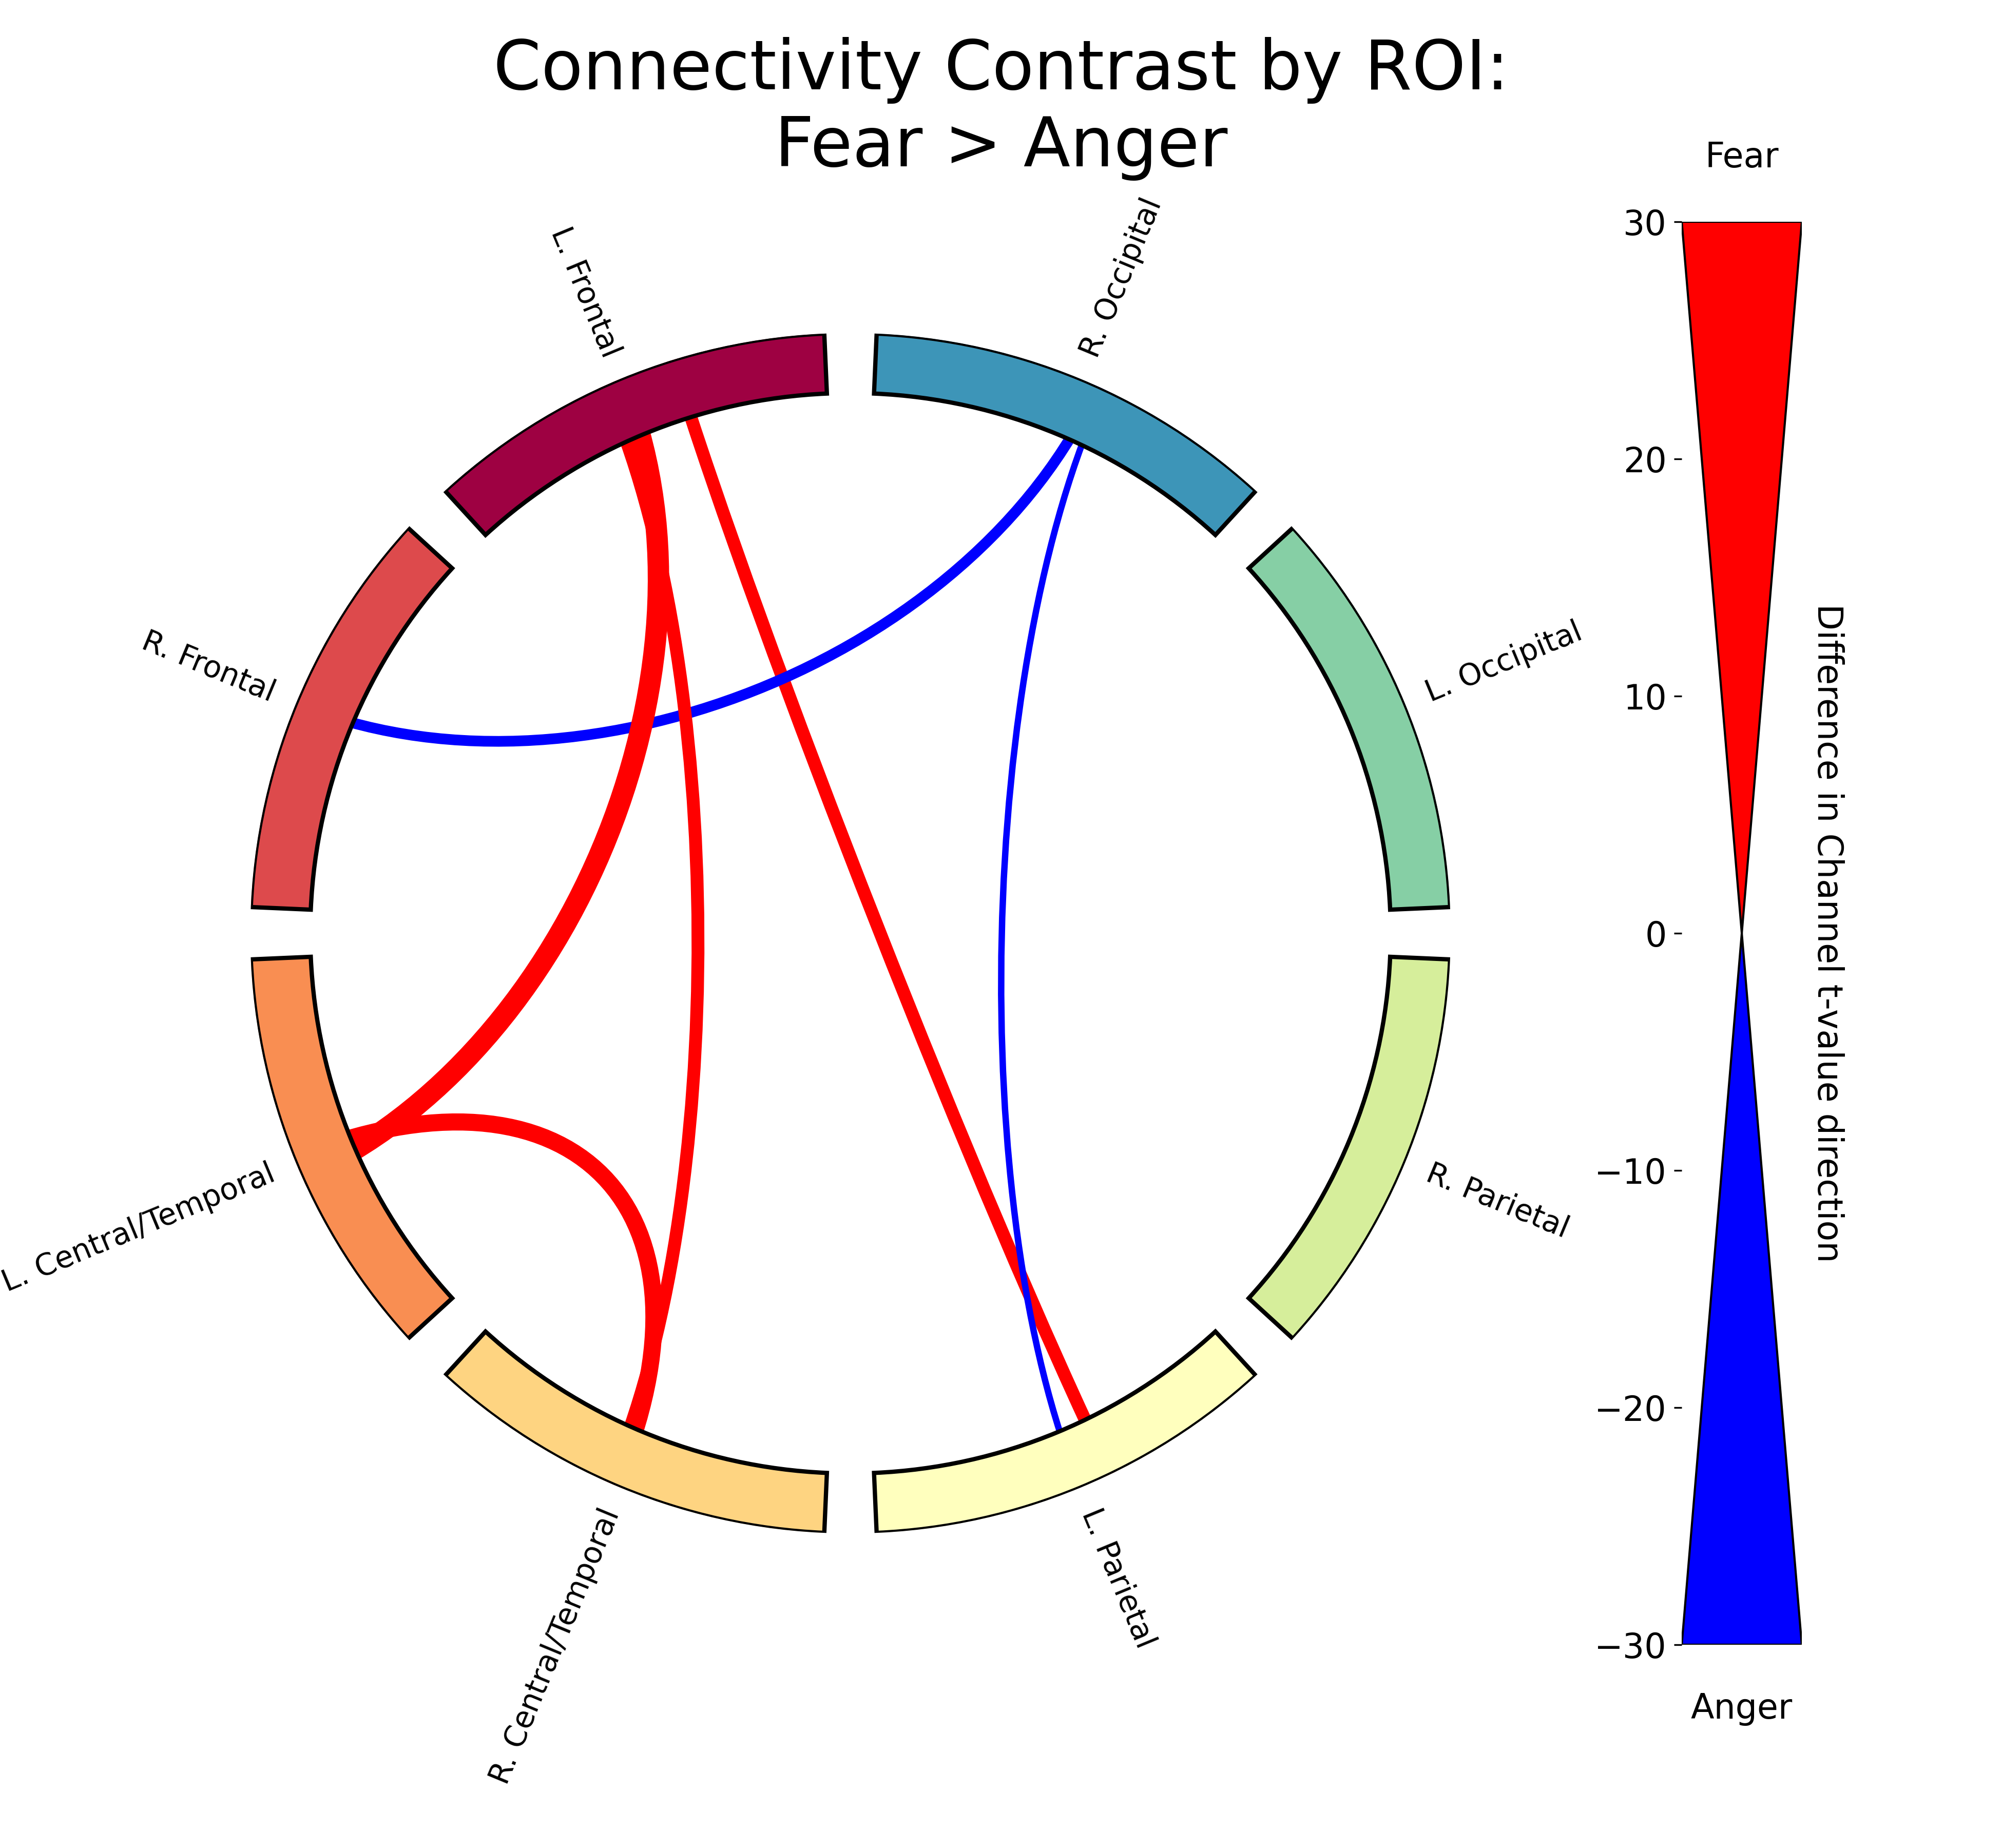 Connectivity Contrast by ROI:
Fear > Anger
Fear
L. Frontal
R. Occipital
R. Frontal
L. Occipital
L. Central/Temporal
R. Parietal
R. Central/Temporal
L. Parietal
30
20
10
0
−10
−20
−30
Difference in Channel t-value direction
Anger